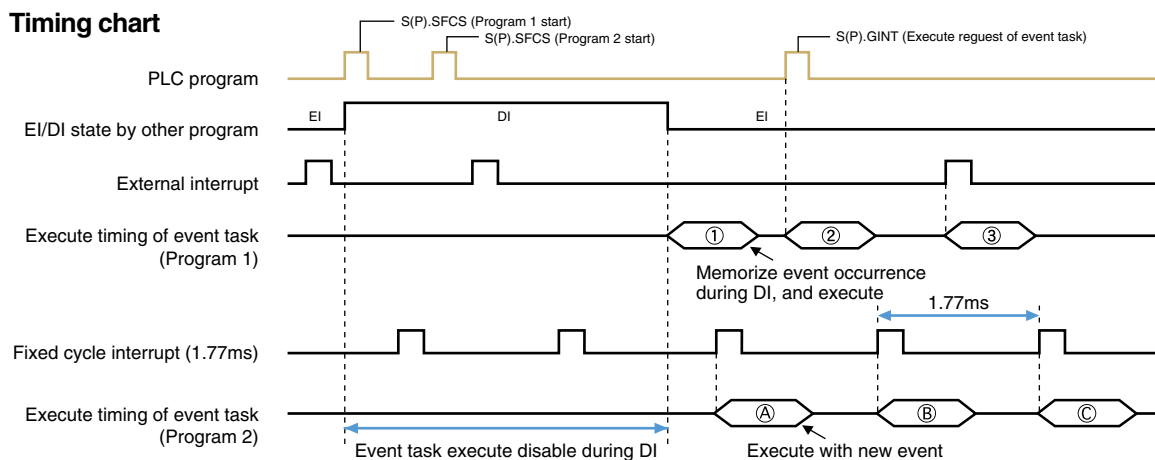 Timing chart
S(P).SFCS (Program 1 start)
S(P).SFCS (Program 2 start)
S(P).GINT (Execute reguest of event task)
PLC program
EI/DI state by other program
EI
DI
EI
External interrupt
Execute timing of event task
(Program 1)
①
②
③
Memorize event occurrence
during DI, and execute
1.77ms
Fixed cycle interrupt (1.77ms)
Execute timing of event task
(Program 2)
Ⓐ
Ⓑ
Ⓒ
Event task execute disable during DI
Execute with new event